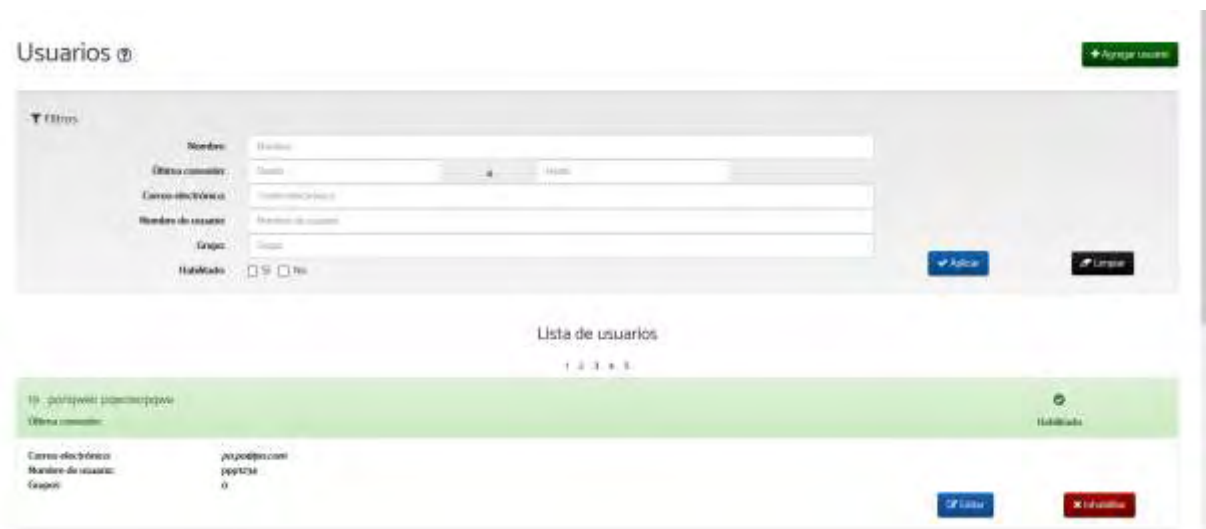 Usuarios
Agregar usuario
Filtros
Nombre: Nombre
Última conexión: Desde a Hasta
Correo electrónico: Correo electrónico
Nombre de usuario: Nombre de usuario
Grupo: Grupo
Habilitado: Si No
Aplicar Limpiar
Lista de usuarios
1 2 3 4 5
19
Última conexión:
Habilitado
Correo electrónico:
Nombre de usuario:
Grupos: 0
Editar Inhabilitar